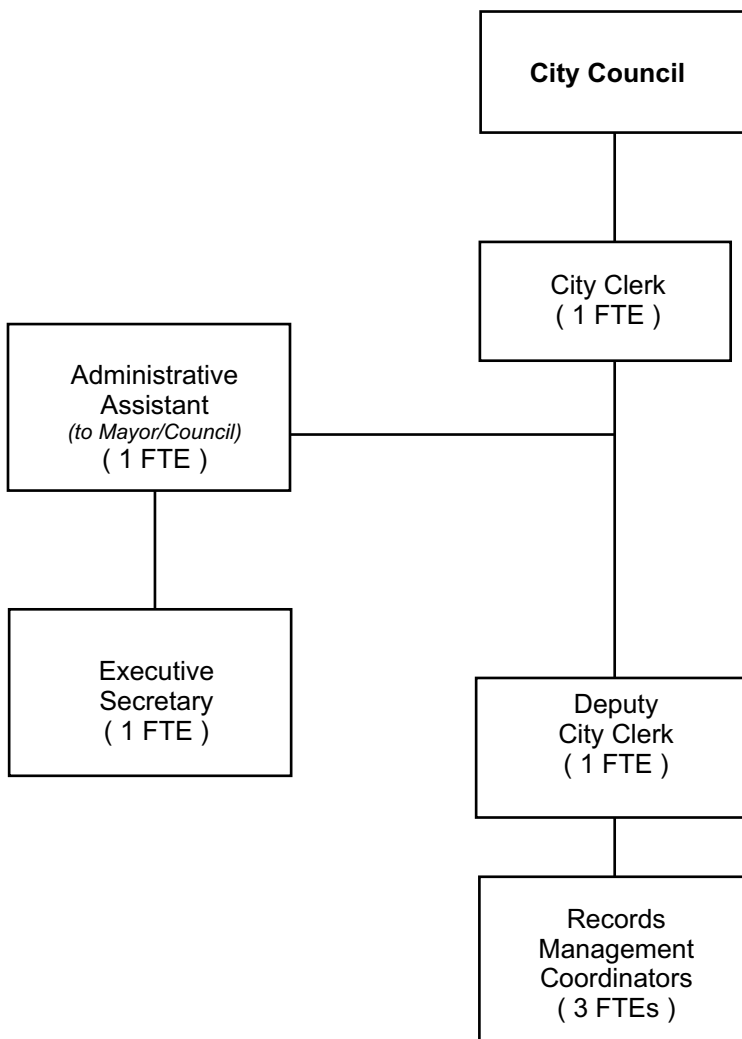 City Council
City Clerk
( 1 FTE )
Administrative
Assistant
(to Mayor/Council)
( 1 FTE )
Executive
Secretary
( 1 FTE )
Deputy
City Clerk
( 1 FTE )
Records
Management
Coordinators
( 3 FTEs )